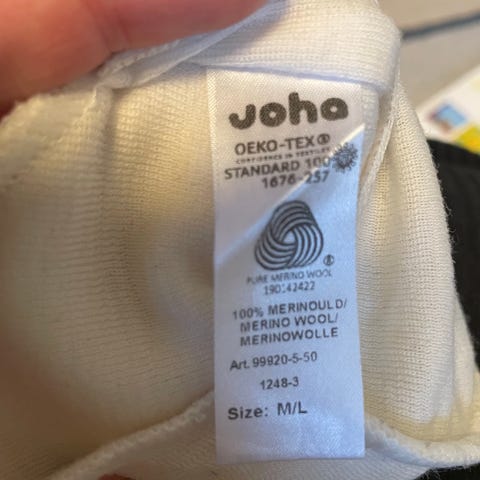 Joha
OEKO-TEX®
CONFIDENCE IN TEXTILES
STANDARD 100
1676-257
®
PURE MERINO WOOL
190142422
100% MERINOULD/
MERINO WOOL/
MERINOWOLLE
Art. 99920-5-50
1248-3
Size: M/L